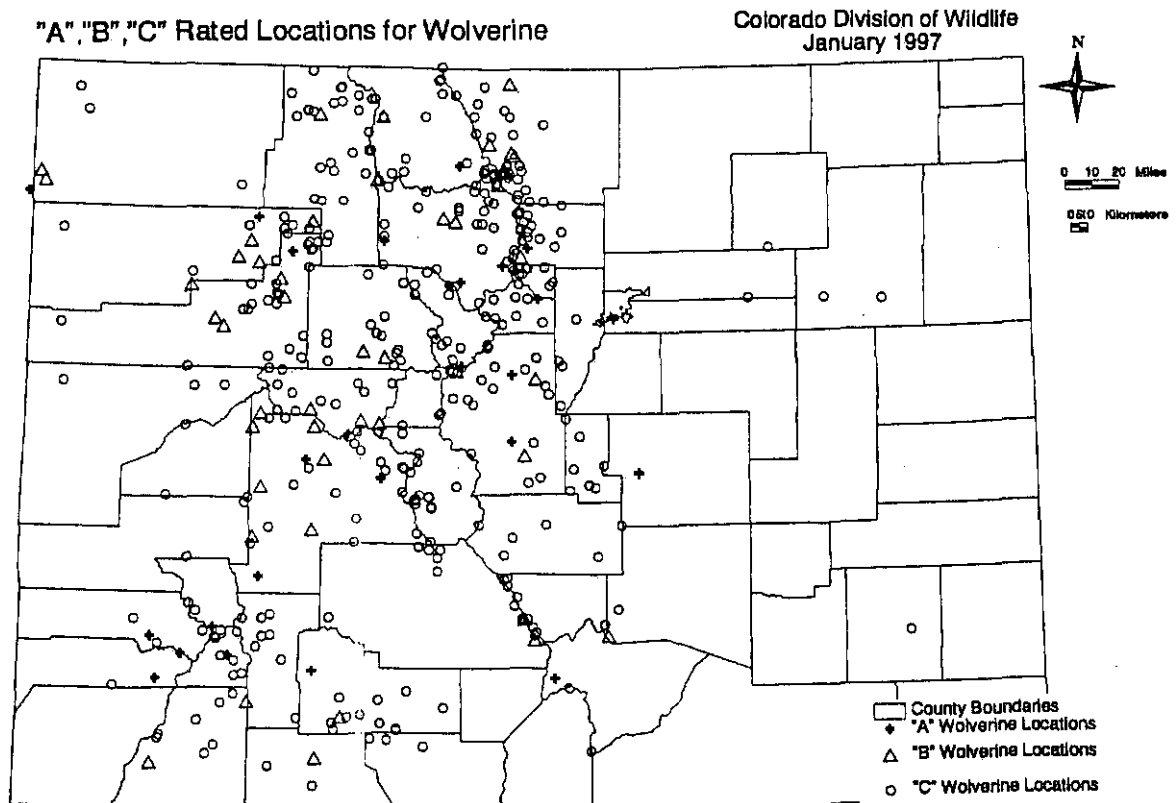 "A","B","C" Rated Locations for Wolverine
Colorado Division of Wildlife
January 1997
N
0 10 20 Miles
Kilometers
County Boundaries
"A" Wolverine Locations
"B" Wolverine Locations
"C" Wolverine Locations